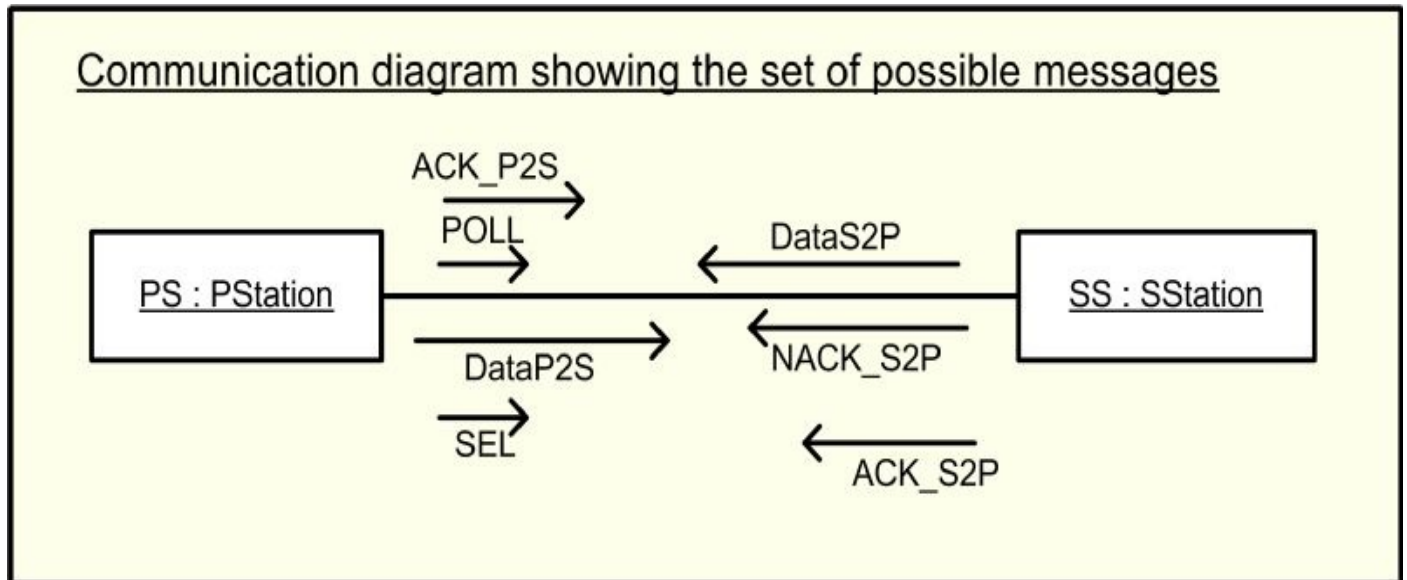 Communication diagram showing the set of possible messages
ACK_P2S
POLL
DataS2P
PS : PStation
SS : SStation
DataP2S
NACK_S2P
SEL
ACK_S2P